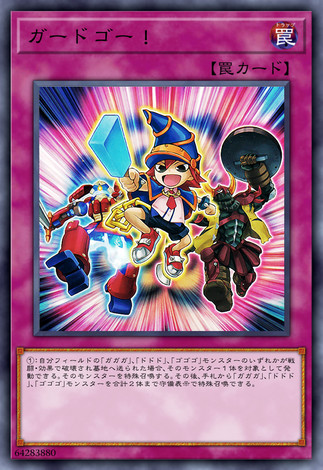 ガードゴー！
トラップ
罠
【罠カード】
①：自分フィールドの「ガガガ」、「ドドド」、「ゴゴゴ」モンスターのいずれかが戦
闘・効果で破壊され墓地へ送られた場合、そのモンスター１体を対象として発
動できる。そのモンスターを特殊召喚する。その後、手札から「ガガガ」、「ドドド」
、「ゴゴゴ」モンスターを合計２体まで守備表示で特殊召喚できる。
64283880